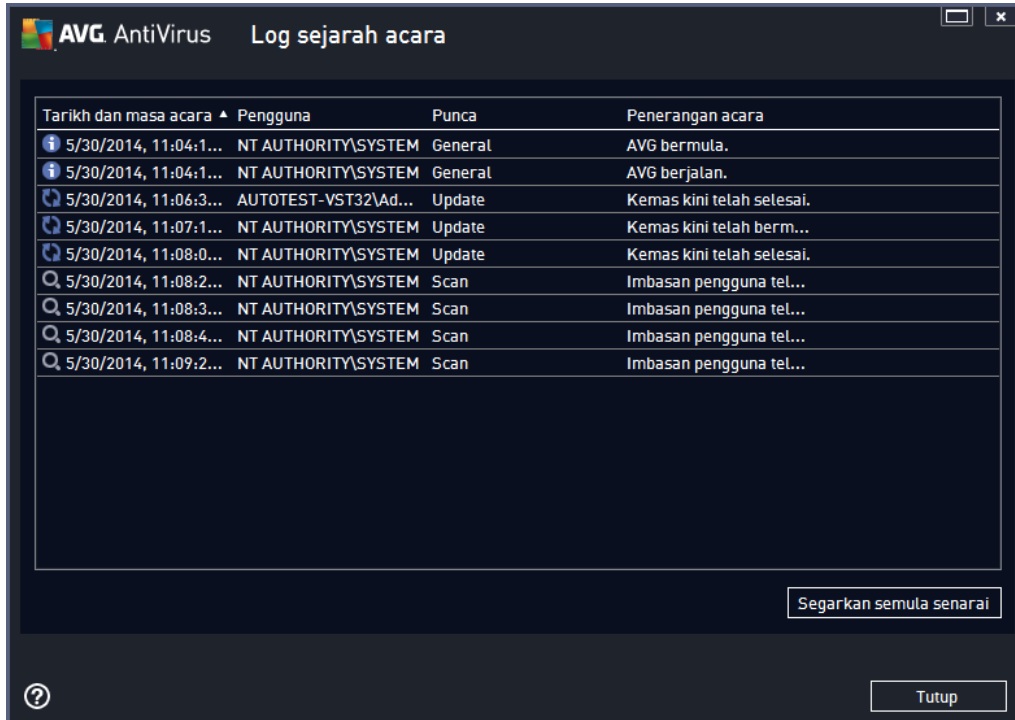 AVG AntiVirus Log sejarah acara
Tarikh dan masa acara Pengguna Punca Penerangan acara
5/30/2014, 11:04:1... NT AUTHORITY\SYSTEM General AVG bermula.
5/30/2014, 11:04:1... NT AUTHORITY\SYSTEM General AVG berjalan.
5/30/2014, 11:06:3... AUTOTEST-VST32\Ad... Update Kemas kini telah selesai.
5/30/2014, 11:07:1... NT AUTHORITY\SYSTEM Update Kemas kini telah berm...
5/30/2014, 11:08:0... NT AUTHORITY\SYSTEM Update Kemas kini telah selesai.
5/30/2014, 11:08:2... NT AUTHORITY\SYSTEM Scan Imbasan pengguna tel...
5/30/2014, 11:08:3... NT AUTHORITY\SYSTEM Scan Imbasan pengguna tel...
5/30/2014, 11:08:4... NT AUTHORITY\SYSTEM Scan Imbasan pengguna tel...
5/30/2014, 11:09:2... NT AUTHORITY\SYSTEM Scan Imbasan pengguna tel...
Segarkan semula senarai
Tutup